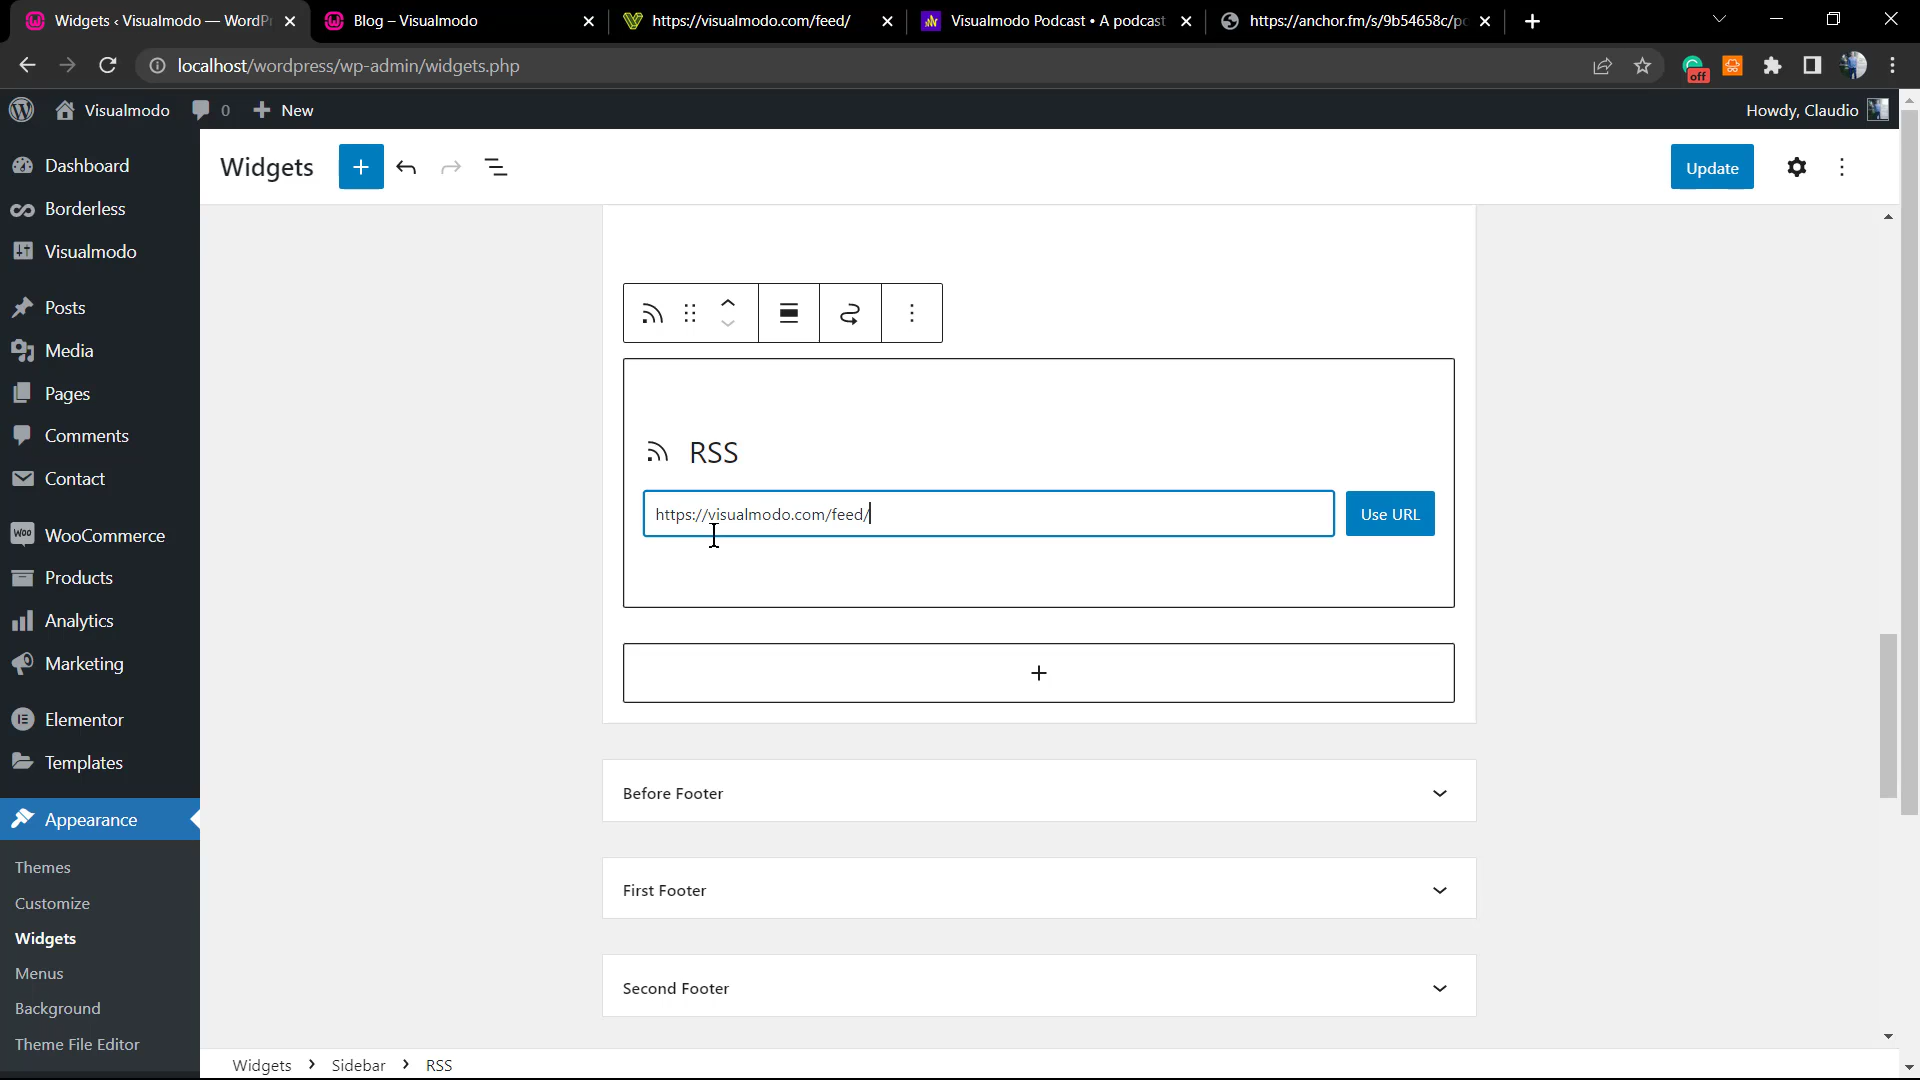 Widgets ‹ Visualmodo — WordP
Blog – Visualmodo
https://visualmodo.com/feed/
Visualmodo Podcast • A podcast
https://anchor.fm/s/9b54658c/po
localhost/wordpress/wp-admin/widgets.php
off
Visualmodo
0
New
Howdy, Claudio
Dashboard
Borderless
Visualmodo
Posts
Media
Pages
Comments
Contact
WooCommerce
Products
Analytics
Marketing
Elementor
Templates
Appearance
Themes
Customize
Widgets
Menus
Background
Theme File Editor
Widgets
Update
RSS
https://visualmodo.com/feed/
Use URL
Before Footer
First Footer
Second Footer
Widgets > Sidebar > RSS